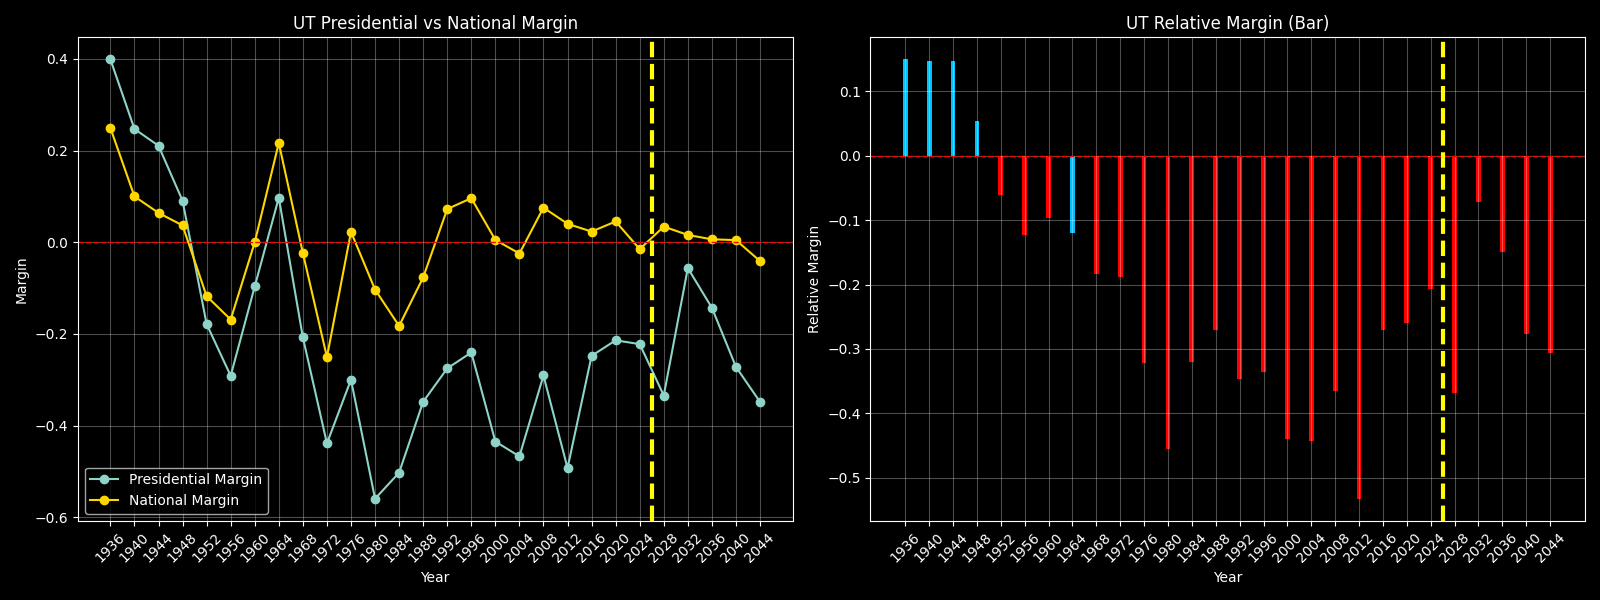 UT Presidential vs National Margin
0.4
0.2
0.0
−0.2
−0.4
−0.6
Margin
Presidential Margin
National Margin
1936 1940 1944 1948 1952 1956 1960 1964 1968 1972 1976 1980 1984 1988 1992 1996 2000 2004 2008 2012 2016 2020 2024 2028 2032 2036 2040 2044
Year
UT Relative Margin (Bar)
0.1
0.0
−0.1
−0.2
−0.3
−0.4
−0.5
Relative Margin
1936 1940 1944 1948 1952 1956 1960 1964 1968 1972 1976 1980 1984 1988 1992 1996 2000 2004 2008 2012 2016 2020 2024 2028 2032 2036 2040 2044
Year